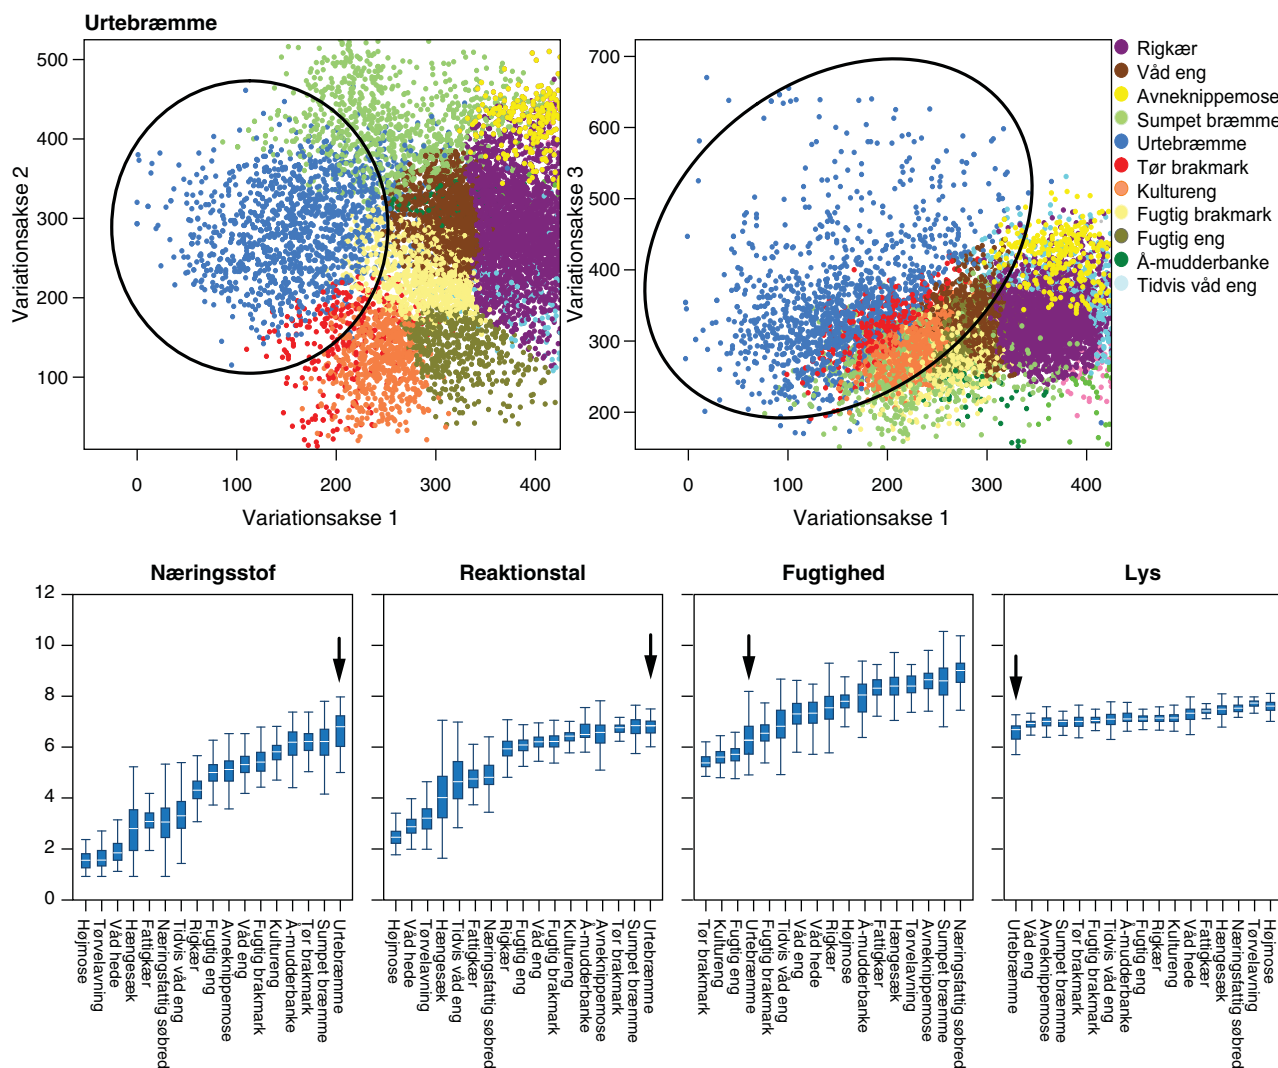 Urtebræmme
500
400
300
200
100
Variationsakse 2
0
100
200
300
400
Variationsakse 1
700
600
500
400
300
200
Variationsakse 3
0
100
200
300
400
Variationsakse 1
Rigkær
Våd eng
Avneknippemose
Sumpet bræmme
Urtebræmme
Tør brakmark
Kultureng
Fugtig brakmark
Fugtig eng
Å-mudderbanke
Tidvis våd eng
Næringsstof
Reaktionstal
Fugtighed
Lys
12
10
8
6
4
2
0
Højmose
Tørvelavning
Våd hede
Hængesæk
Fattigkær
Næringsfattig søbred
Tidvis våd eng
Rigkær
Fugtig eng
Avneknippemose
Våd eng
Fugtig brakmark
Kultureng
Å-mudderbanke
Tør brakmark
Sumpet bræmme
Urtebræmme
Højmose
Våd hede
Tørvelavning
Hængesæk
Tidvis våd eng
Fattigkær
Næringsfattig søbred
Rigkær
Fugtig eng
Våd eng
Fugtig brakmark
Kultureng
Å-mudderbanke
Avneknippemose
Tør brakmark
Sumpet bræmme
Urtebræmme
Tør brakmark
Kultureng
Fugtig eng
Urtebræmme
Fugtig brakmark
Tidvis våd eng
Våd eng
Våd hede
Rigkær
Højmose
Å-mudderbanke
Fattigkær
Hængesæk
Tørvelavning
Avneknippemose
Sumpet bræmme
Næringsfattig søbred
Urtebræmme
Våd eng
Avneknippemose
Sumpet bræmme
Tør brakmark
Fugtig brakmark
Tidvis våd eng
Å-mudderbanke
Fugtig eng
Rigkær
Kultureng
Våd hede
Fattigkær
Hængesæk
Næringsfattig søbred
Tørvelavning
Højmose